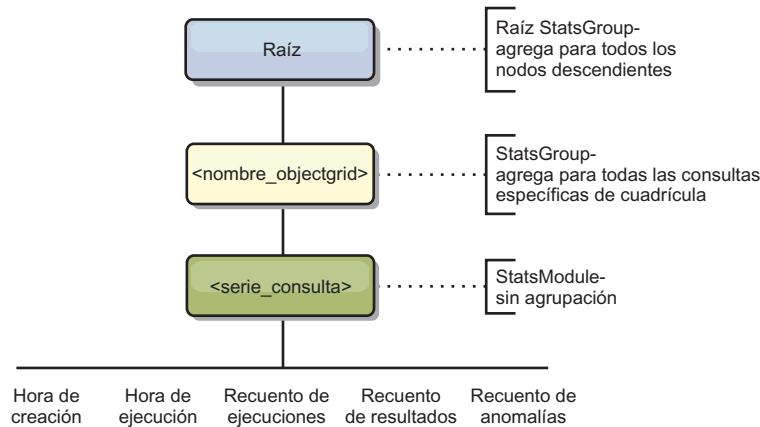 Raíz
Raíz StatsGroup-
agrega para todos los
nodos descendientes
<nombre_objectgrid>
StatsGroup-
agrega para todas las consultas
específicas de cuadrícula
<serie_consulta>
StatsModule-
sin agrupación
Hora de
creación
Hora de
ejecución
Recuento de
ejecuciones
Recuento
de resultados
Recuento de
anomalías